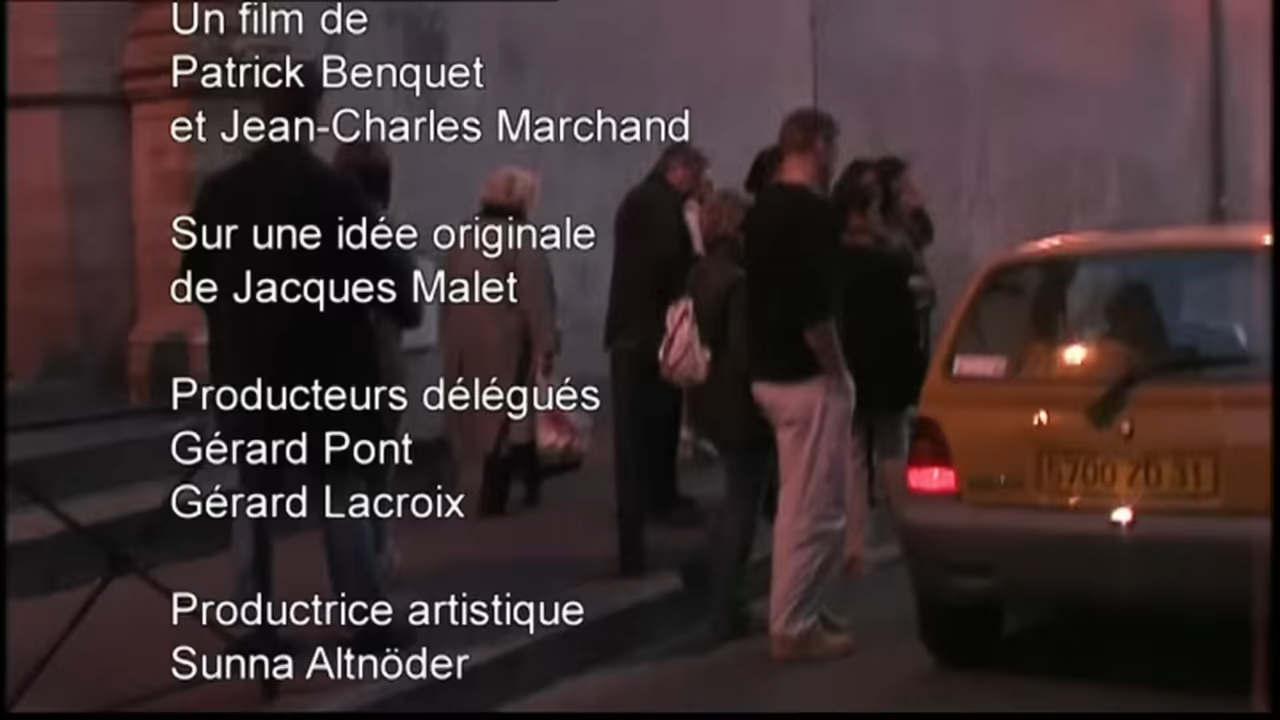 Un film de
Patrick Benquet
et Jean-Charles Marchand
Sur une idée originale
de Jacques Malet
Producteurs délégués
Gérard Pont
Gérard Lacroix
Productrice artistique
Sunna Altnöder